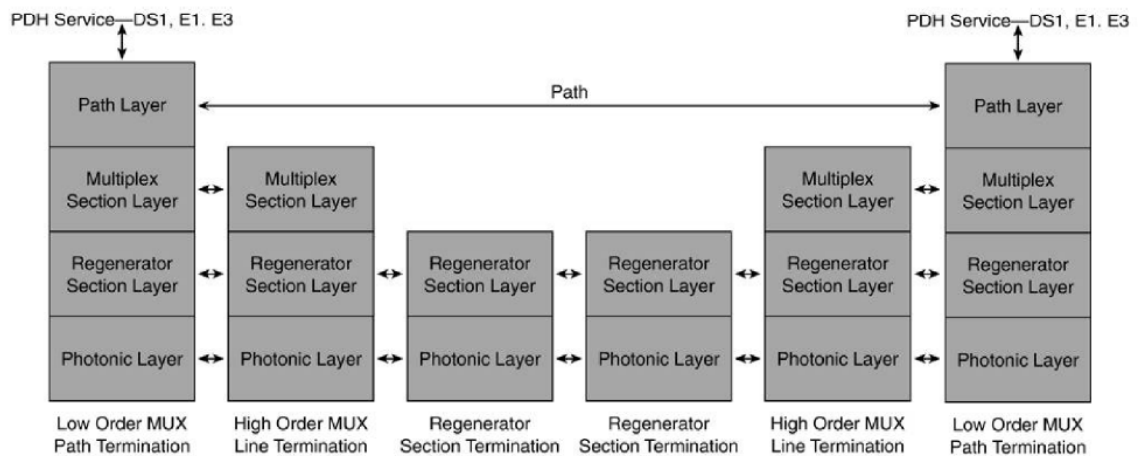 PDH Service—DS1, E1. E3
PDH Service—DS1, E1. E3
Path Layer
Path
Path Layer
Multiplex
Section Layer
Multiplex
Section Layer
Multiplex
Section Layer
Multiplex
Section Layer
Regenerator
Section Layer
Regenerator
Section Layer
Regenerator
Section Layer
Regenerator
Section Layer
Regenerator
Section Layer
Regenerator
Section Layer
Photonic Layer
Photonic Layer
Photonic Layer
Photonic Layer
Photonic Layer
Photonic Layer
Low Order MUX
Path Termination
High Order MUX
Line Termination
Regenerator
Section Termination
Regenerator
Section Termination
High Order MUX
Line Termination
Low Order MUX
Path Termination